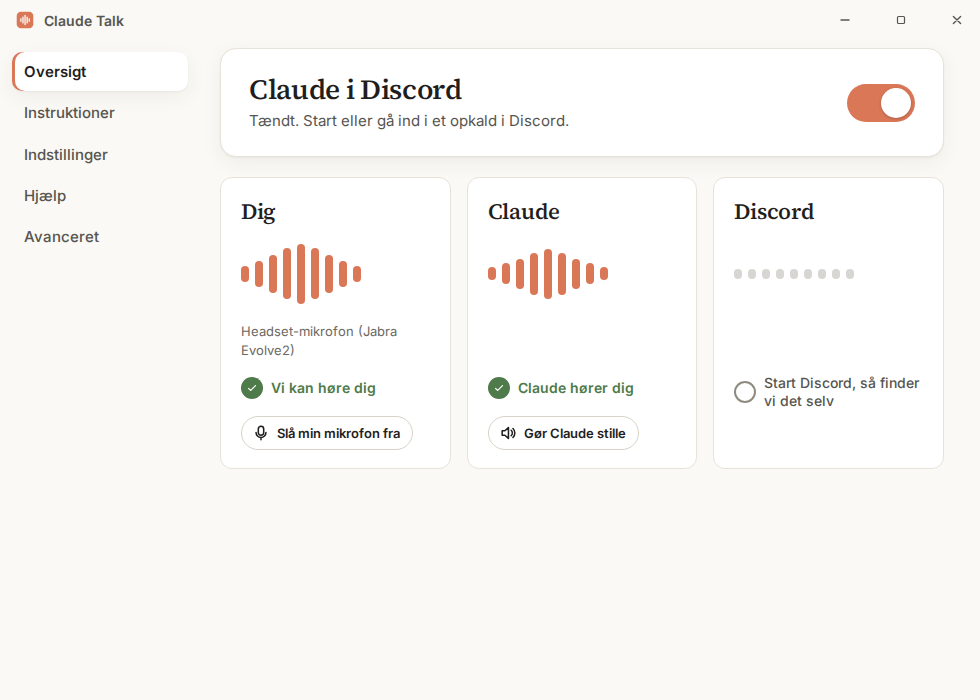 Claude Talk
Oversigt
Instruktioner
Indstillinger
Hjælp
Avanceret
Claude i Discord
Tændt. Start eller gå ind i et opkald i Discord.
Dig
Headset-mikrofon (Jabra
Evolve2)
Vi kan høre dig
Slå min mikrofon fra
Claude
Claude hører dig
Gør Claude stille
Discord
Start Discord, så finder
vi det selv